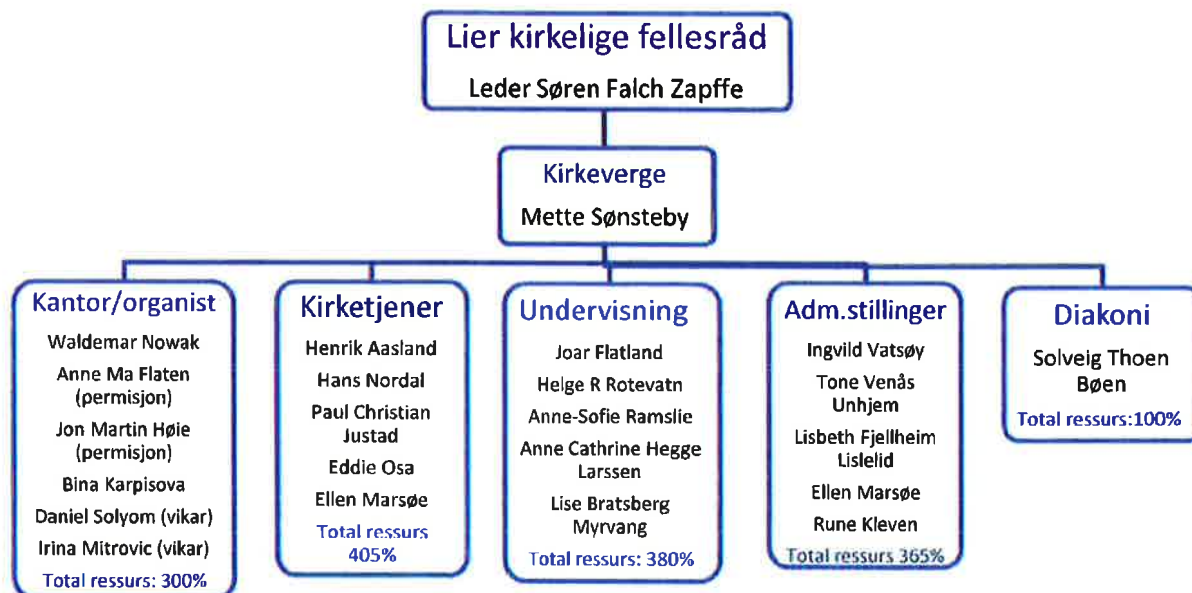 Lier kirkelige fellesråd
Leder Søren Falch Zapffe
Kirkeverge
Mette Sønsteby
Kantor/organist
Waldemar Nowak
Anne Ma Flaten
(permisjon)
Jon Martin Høie
(permisjon)
Bina Karpisova
Daniel Solyom (vikar)
Irina Mitrovic (vikar)
Total ressurs: 300%
Kirketjener
Henrik Aasland
Hans Nordal
Paul Christian
Justad
Eddie Osa
Ellen Marsøe
Total ressurs
405%
Undervisning
Joar Flatland
Helge R Rotevatn
Anne-Sofie Ramslie
Anne Cathrine Hegge
Larssen
Lise Bratsberg
Myrvang
Total ressurs: 380%
Adm.stillinger
Ingvild Vatsøy
Tone Venås
Unhjem
Lisbeth Fjellheim
Lislelid
Ellen Marsøe
Rune Kleven
Total ressurs 365%
Diakoni
Solveig Thoen
Bøen
Total ressurs:100%